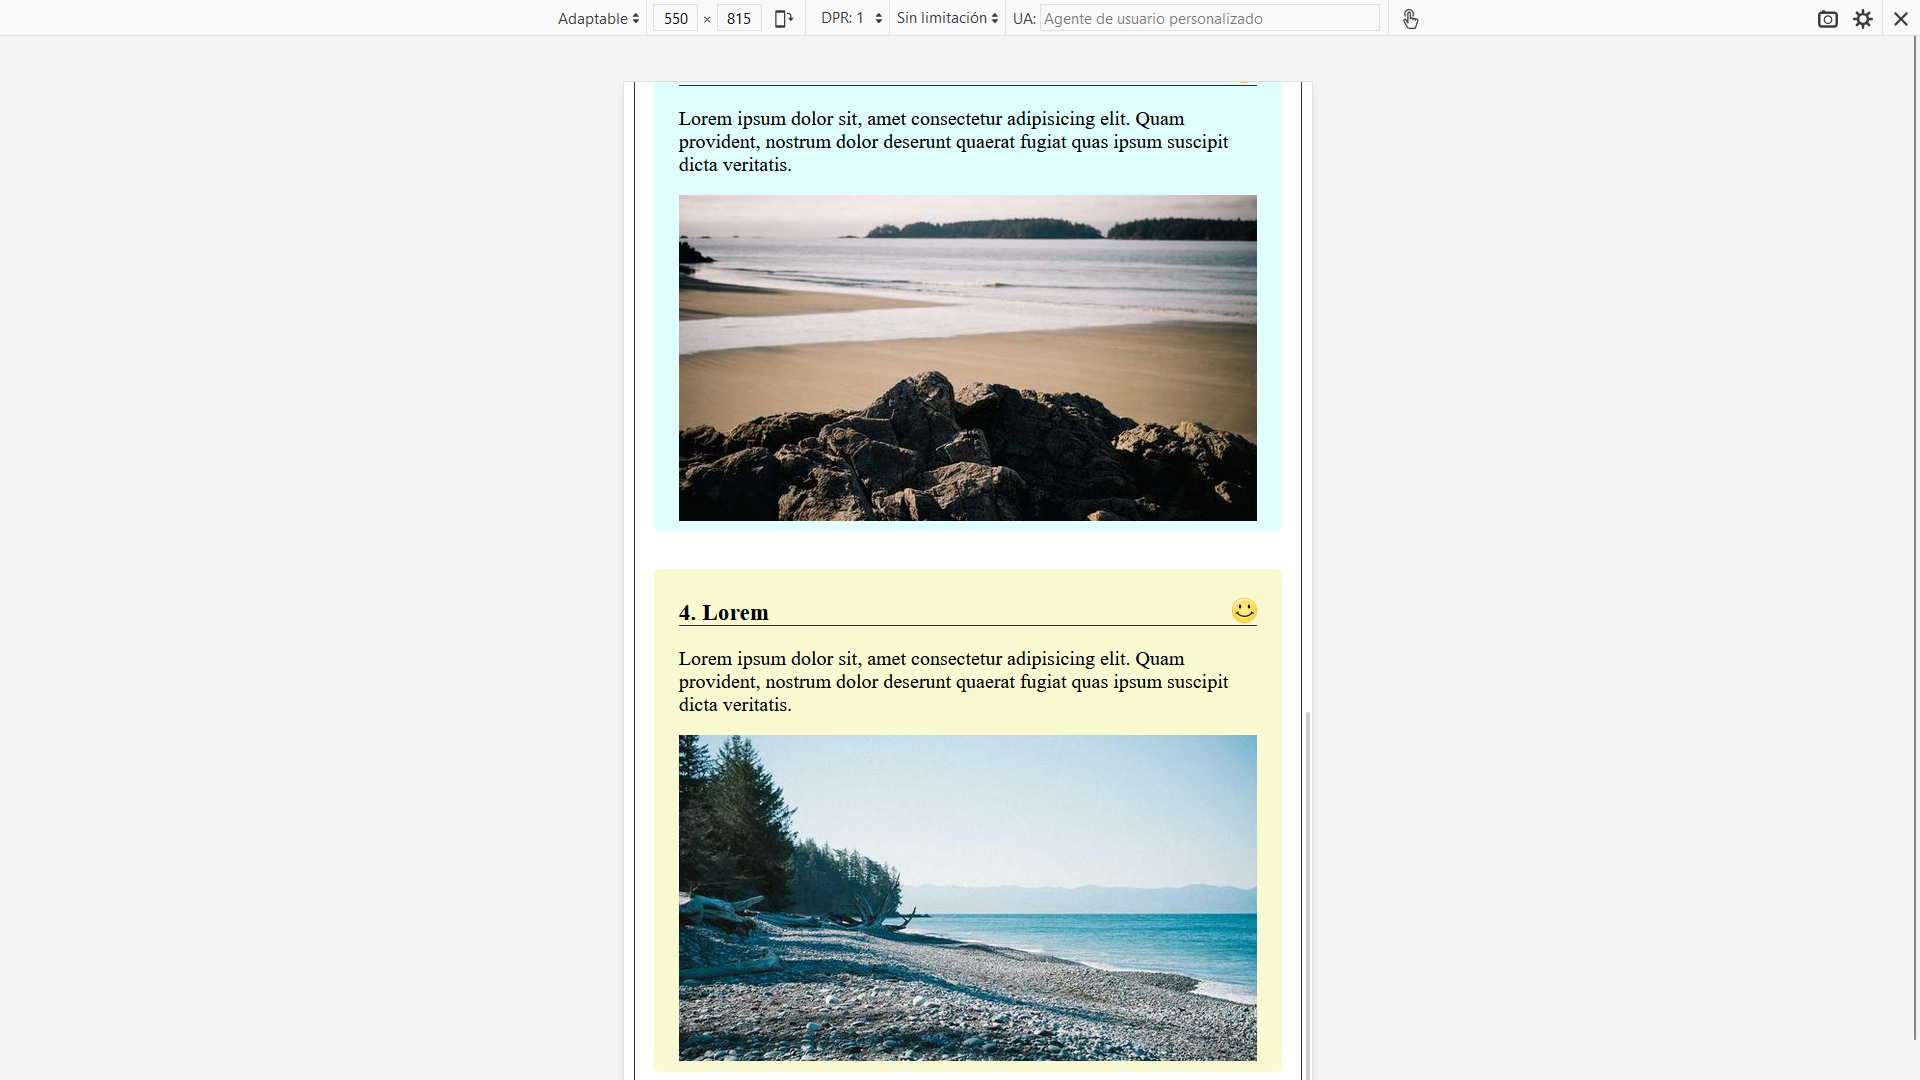 Adaptable 550 × 815 DPR: 1 Sin limitación UA: Agente de usuario personalizado
Lorem ipsum dolor sit, amet consectetur adipisicing elit. Quam
provident, nostrum dolor deserunt quaerat fugiat quas ipsum suscipit
dicta veritatis.
4. Lorem
Lorem ipsum dolor sit, amet consectetur adipisicing elit. Quam
provident, nostrum dolor deserunt quaerat fugiat quas ipsum suscipit
dicta veritatis.